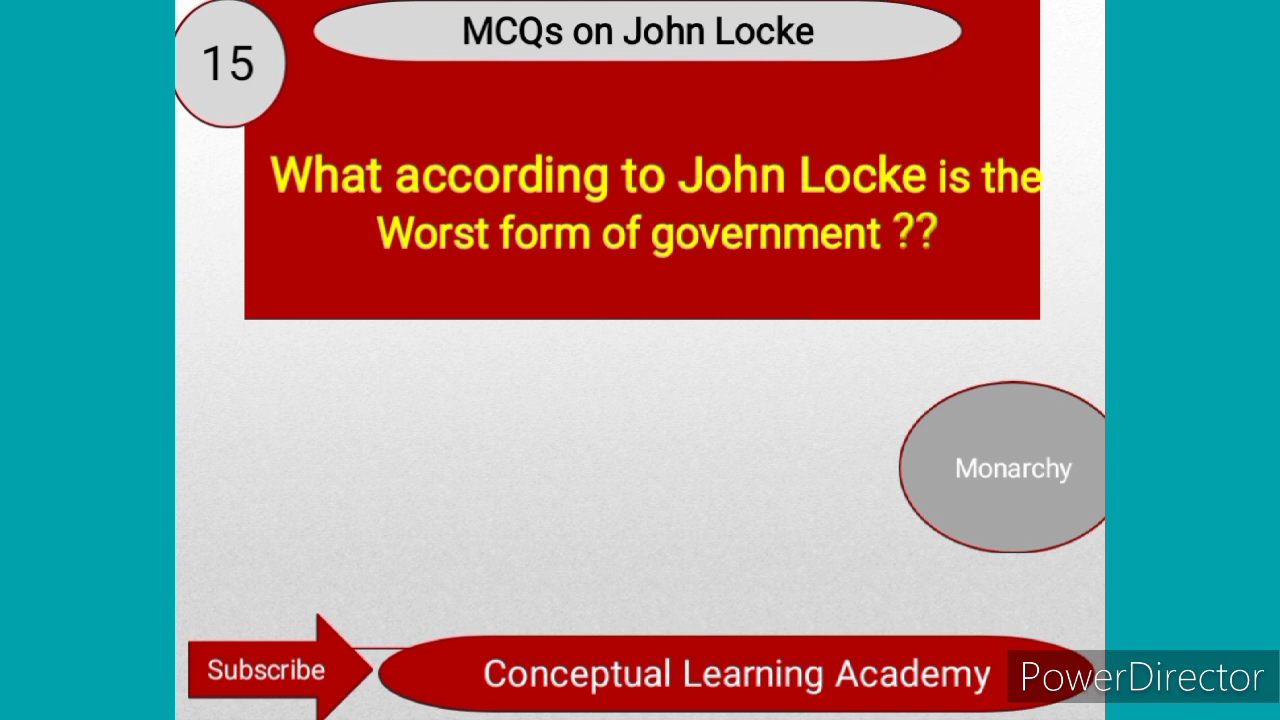 15
MCQs on John Locke
What according to John Locke is the
Worst form of government ??
Monarchy
Subscribe
Conceptual Learning Academy
PowerDirector